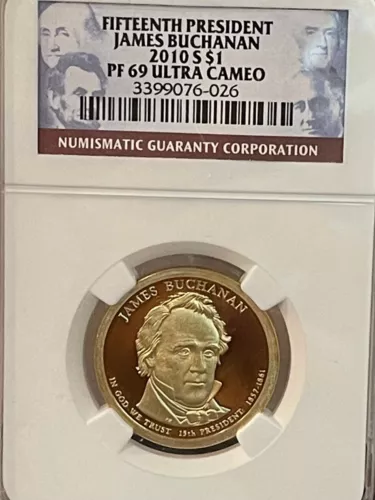 FIFTEENTH PRESIDENT
JAMES BUCHANAN
2010 S $1
PF 69 ULTRA CAMEO
3399076-026
NUMISMATIC GUARANTY CORPORATION
JAMES BUCHANAN
IN GOD WE TRUST 15th PRESIDENT 1857-1861